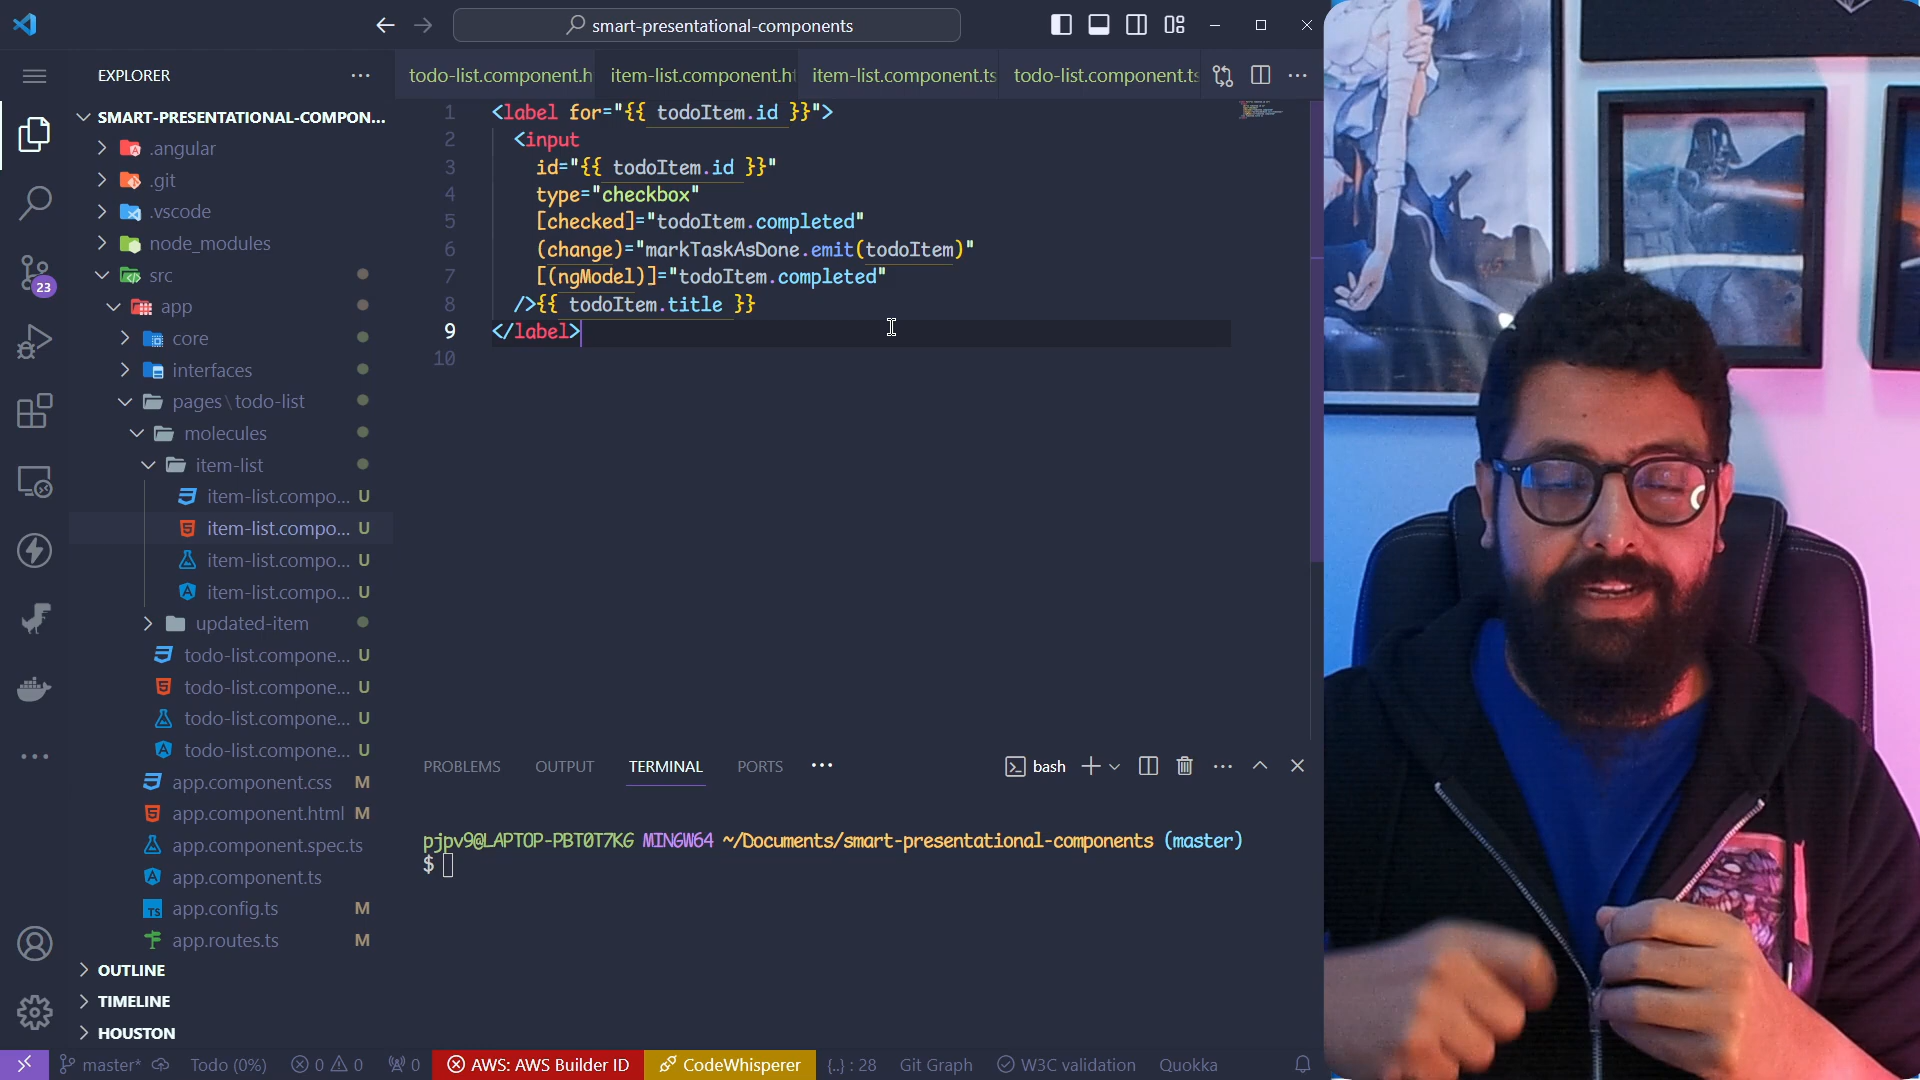 smart-presentational-components
EXPLORER
todo-list.component.h
item-list.component.ht
item-list.component.ts
todo-list.component.ts
SMART-PRESENTATIONAL-COMPON...
.angular
.git
.vscode
node_modules
src
app
core
interfaces
pages\todo-list
molecules
item-list
item-list.compo... U
item-list.compo... U
item-list.compo... U
item-list.compo... U
updated-item
todo-list.compone... U
todo-list.compone... U
todo-list.compone... U
todo-list.compone... U
app.component.css M
app.component.html M
app.component.spec.ts
app.component.ts
TS app.config.ts M
app.routes.ts M
OUTLINE
TIMELINE
HOUSTON
23
1 <label for="{{ todoItem.id }}">
2 <input
3 id="{{ todoItem.id }}"
4 type="checkbox"
5 [checked]="todoItem.completed"
6 (change)="markTaskAsDone.emit(todoItem)"
7 [(ngModel)]="todoItem.completed"
8 />{{ todoItem.title }}
9 </label>
10
PROBLEMS OUTPUT TERMINAL PORTS
bash
pjpv9@LAPTOP-PBT0T7KG MINGW64 ~/Documents/smart-presentational-components (master)
$
master* Todo (0%) 0 0 0 AWS: AWS Builder ID CodeWhisperer {..} : 28 Git Graph W3C validation Quokka